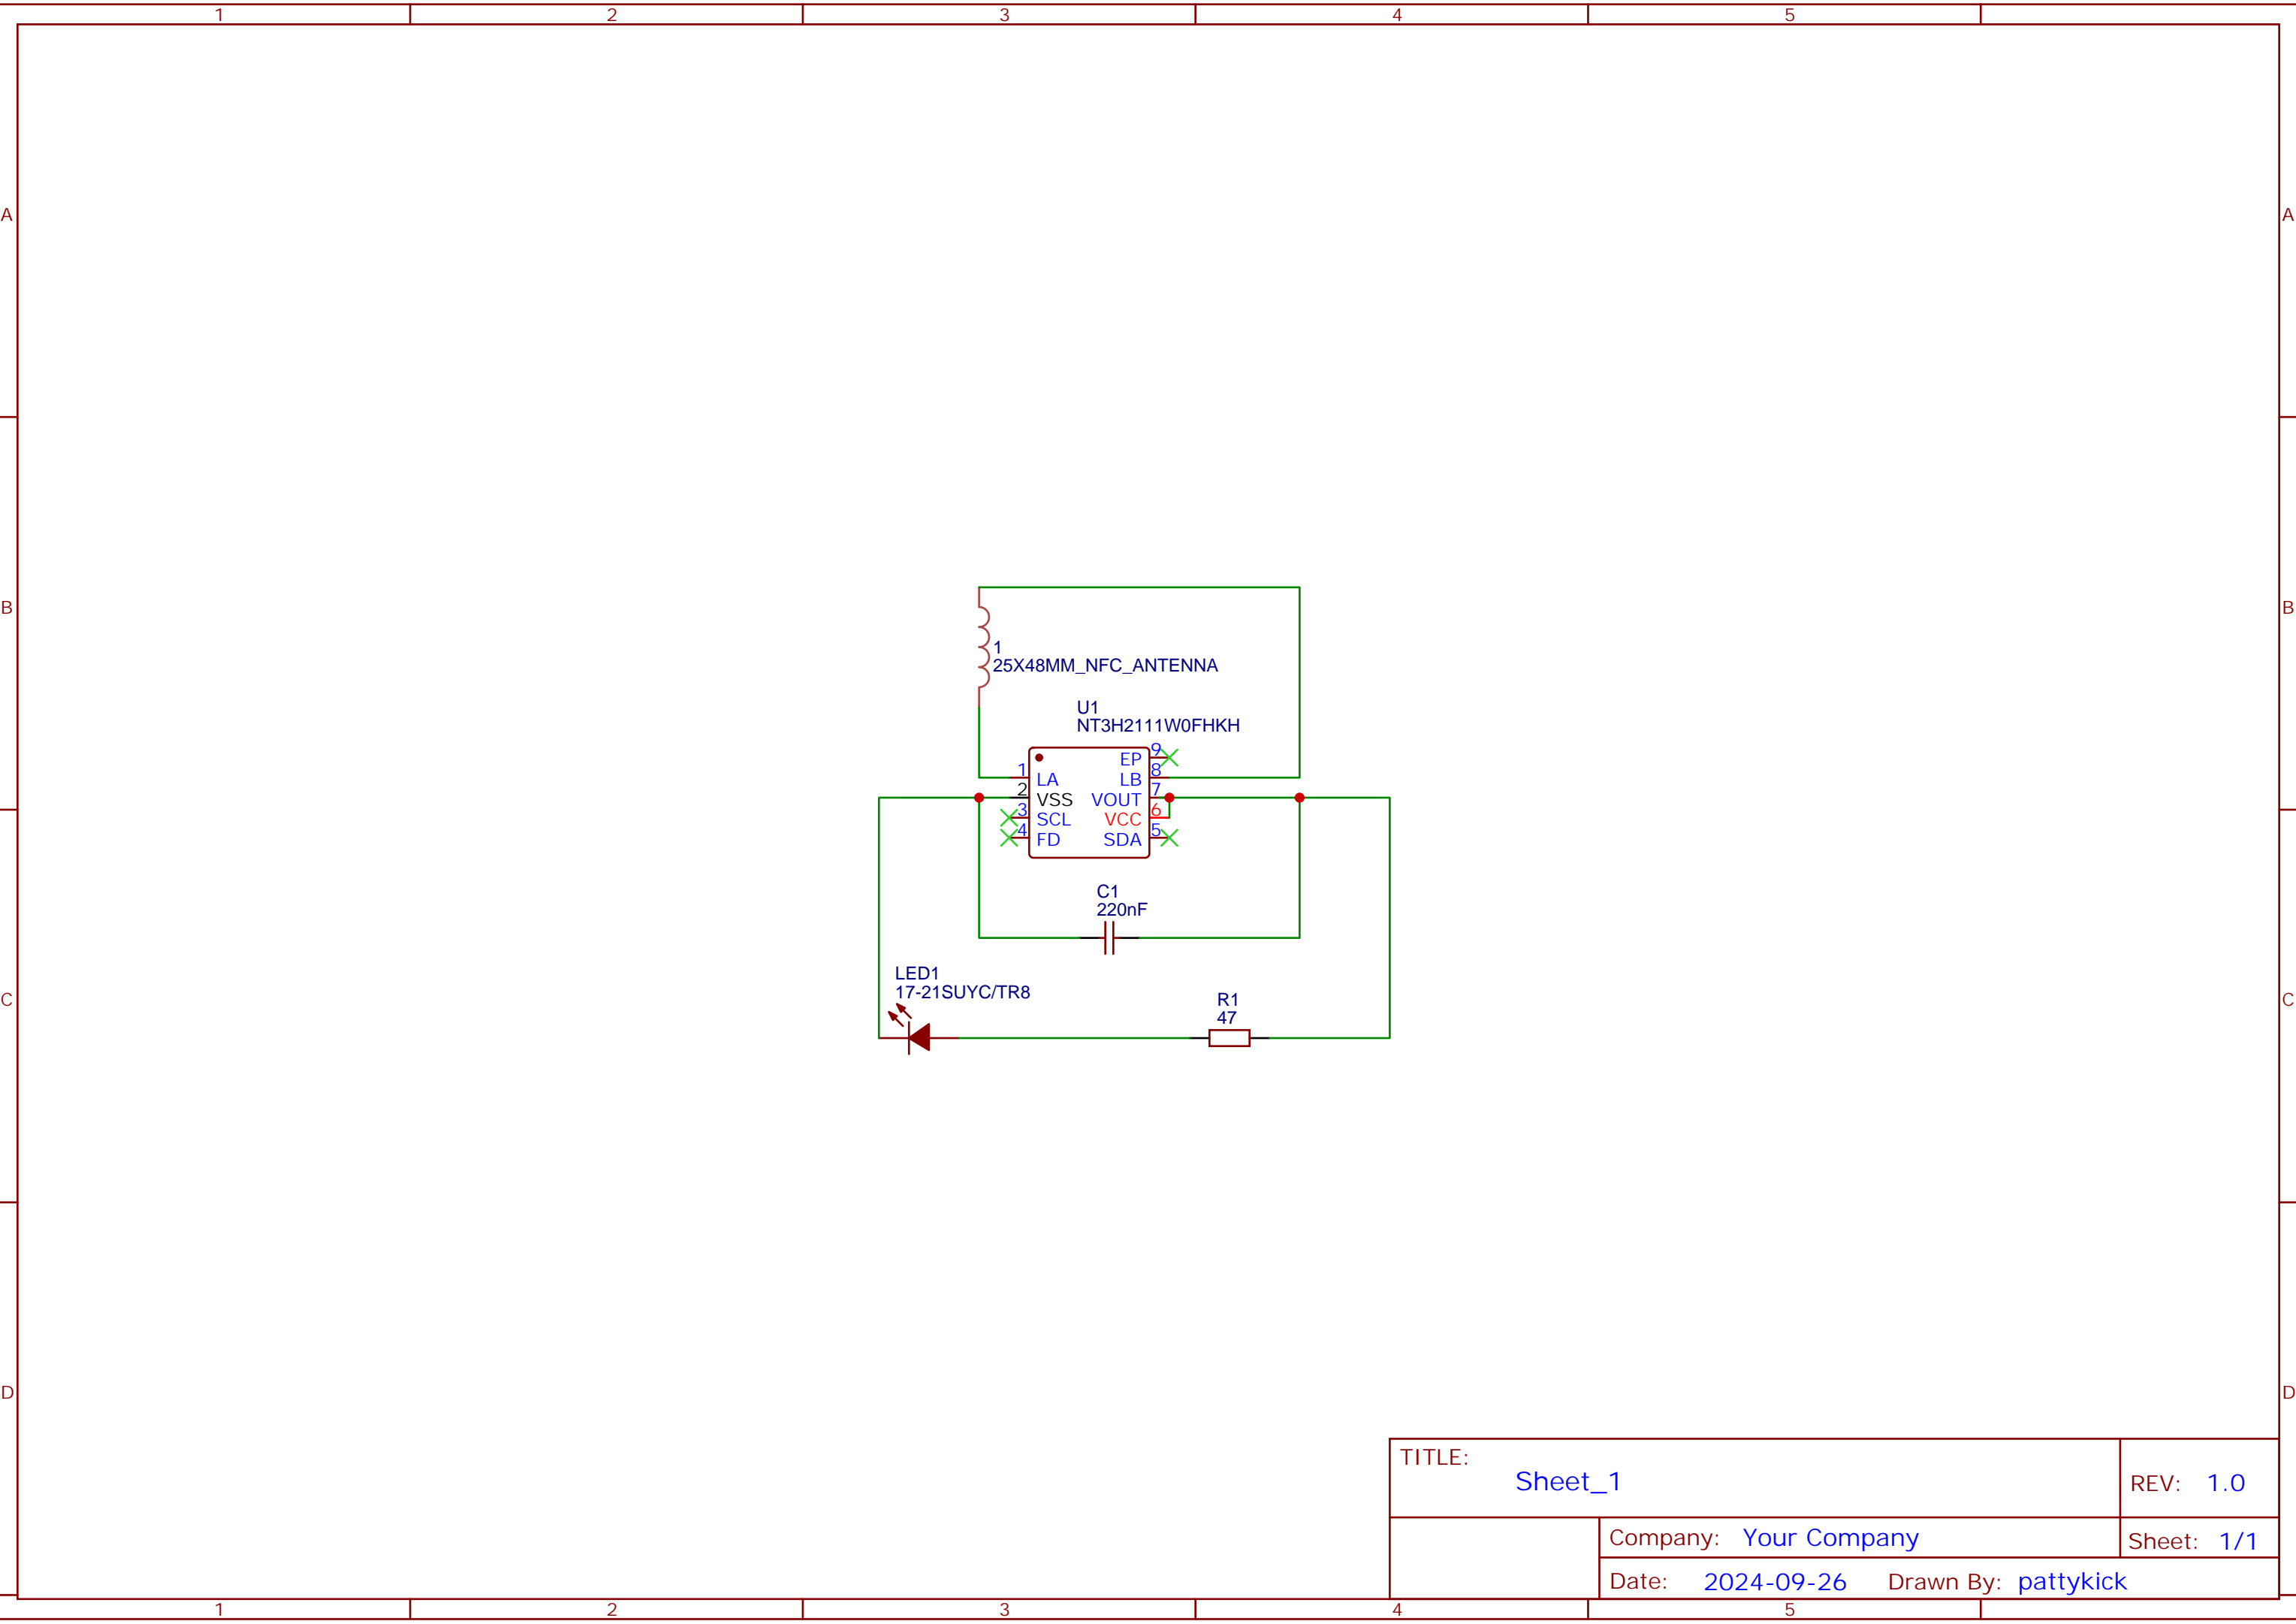 1 2 3 4 5
A A
B B
1
25X48MM_NFC_ANTENNA
U1
NT3H2111W0FHKH
EP 9
1 LA LB 8
2 VSS VOUT 7
3 SCL VCC 6
4 FD SDA 5
C1
220nF
LED1
17-21SUYC/TR8
R1
47
C C
D D
TITLE:
Sheet_1
REV: 1.0
Company: Your Company
Sheet: 1/1
Date: 2024-09-26 Drawn By: pattykick
1 2 3 4 5